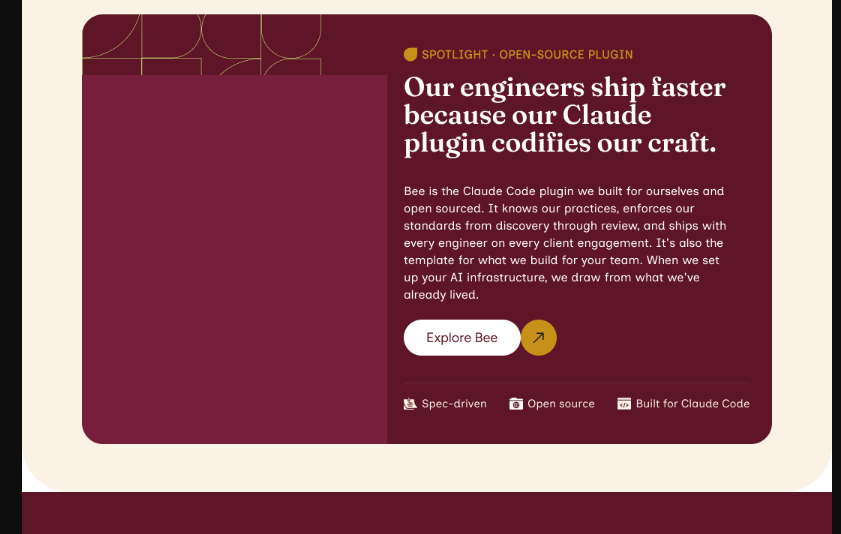 SPOTLIGHT · OPEN-SOURCE PLUGIN
Our engineers ship faster
because our Claude
plugin codifies our craft.
Bee is the Claude Code plugin we built for ourselves and
open sourced. It knows our practices, enforces our
standards from discovery through review, and ships with
every engineer on every client engagement. It's also the
template for what we build for your team. When we set
up your AI infrastructure, we draw from what we've
already lived.
Explore Bee
Spec-driven
Open source
Built for Claude Code